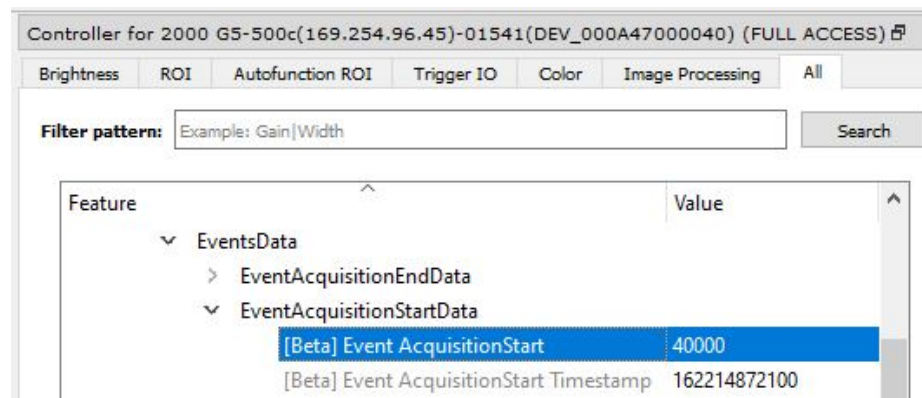 Controller for 2000 G5-500c(169.254.96.45)-01541(DEV_000A47000040) (FULL ACCESS)
Brightness ROI Autofunction ROI Trigger IO Color Image Processing All
Filter pattern: Example: Gain|Width Search
Feature Value
EventsData
EventAcquisitionEndData
EventAcquisitionStartData
[Beta] Event AcquisitionStart 40000
[Beta] Event AcquisitionStart Timestamp 162214872100